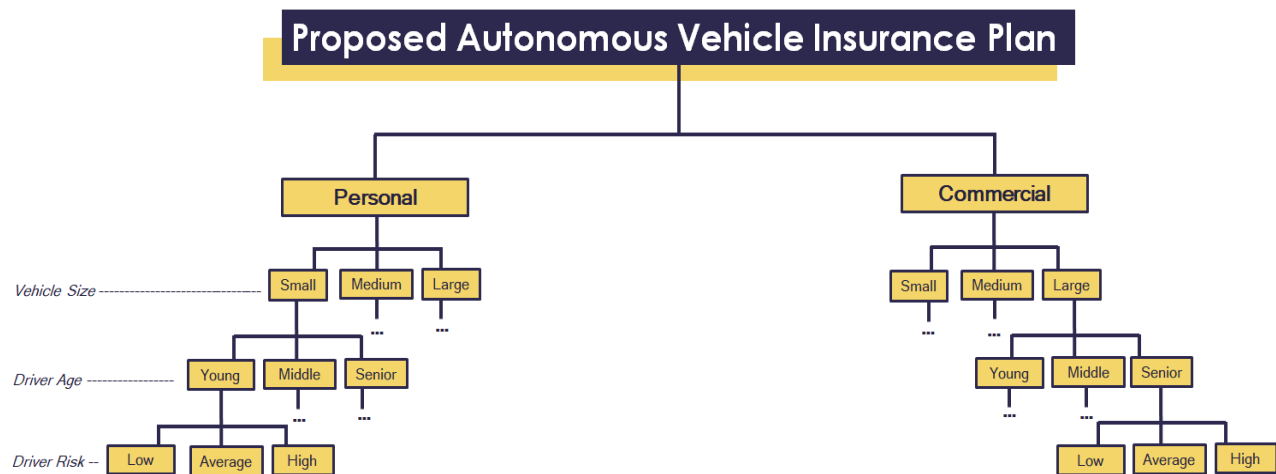 Proposed Autonomous Vehicle Insurance Plan
Personal Commercial
Vehicle Size -------------------------------- Small Medium Large Small Medium Large
... ... ... ...
Driver Age ----------------- Young Middle Senior Young Middle Senior
... ... ... ...
Driver Risk -- Low Average High Low Average High